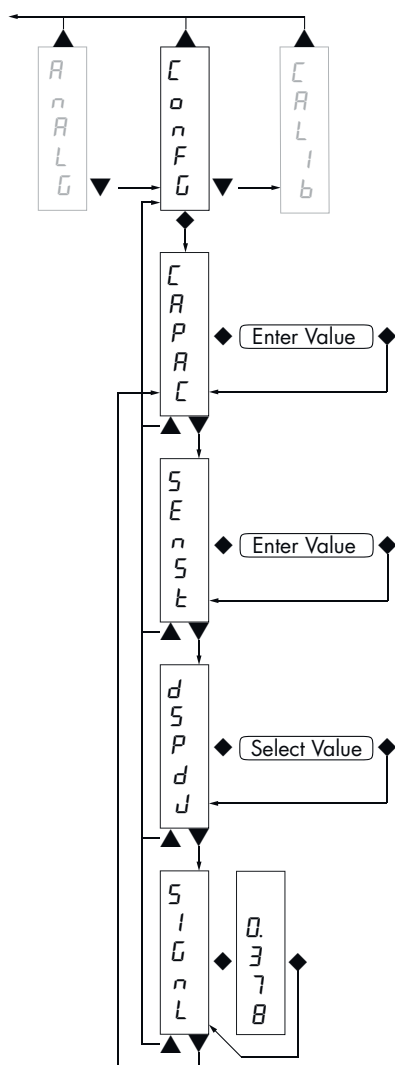 AnALG
ConFG
CALIb
CAPAC
Enter Value
SEnSt
Enter Value
dSPdJ
Select Value
SIGnL
0.378